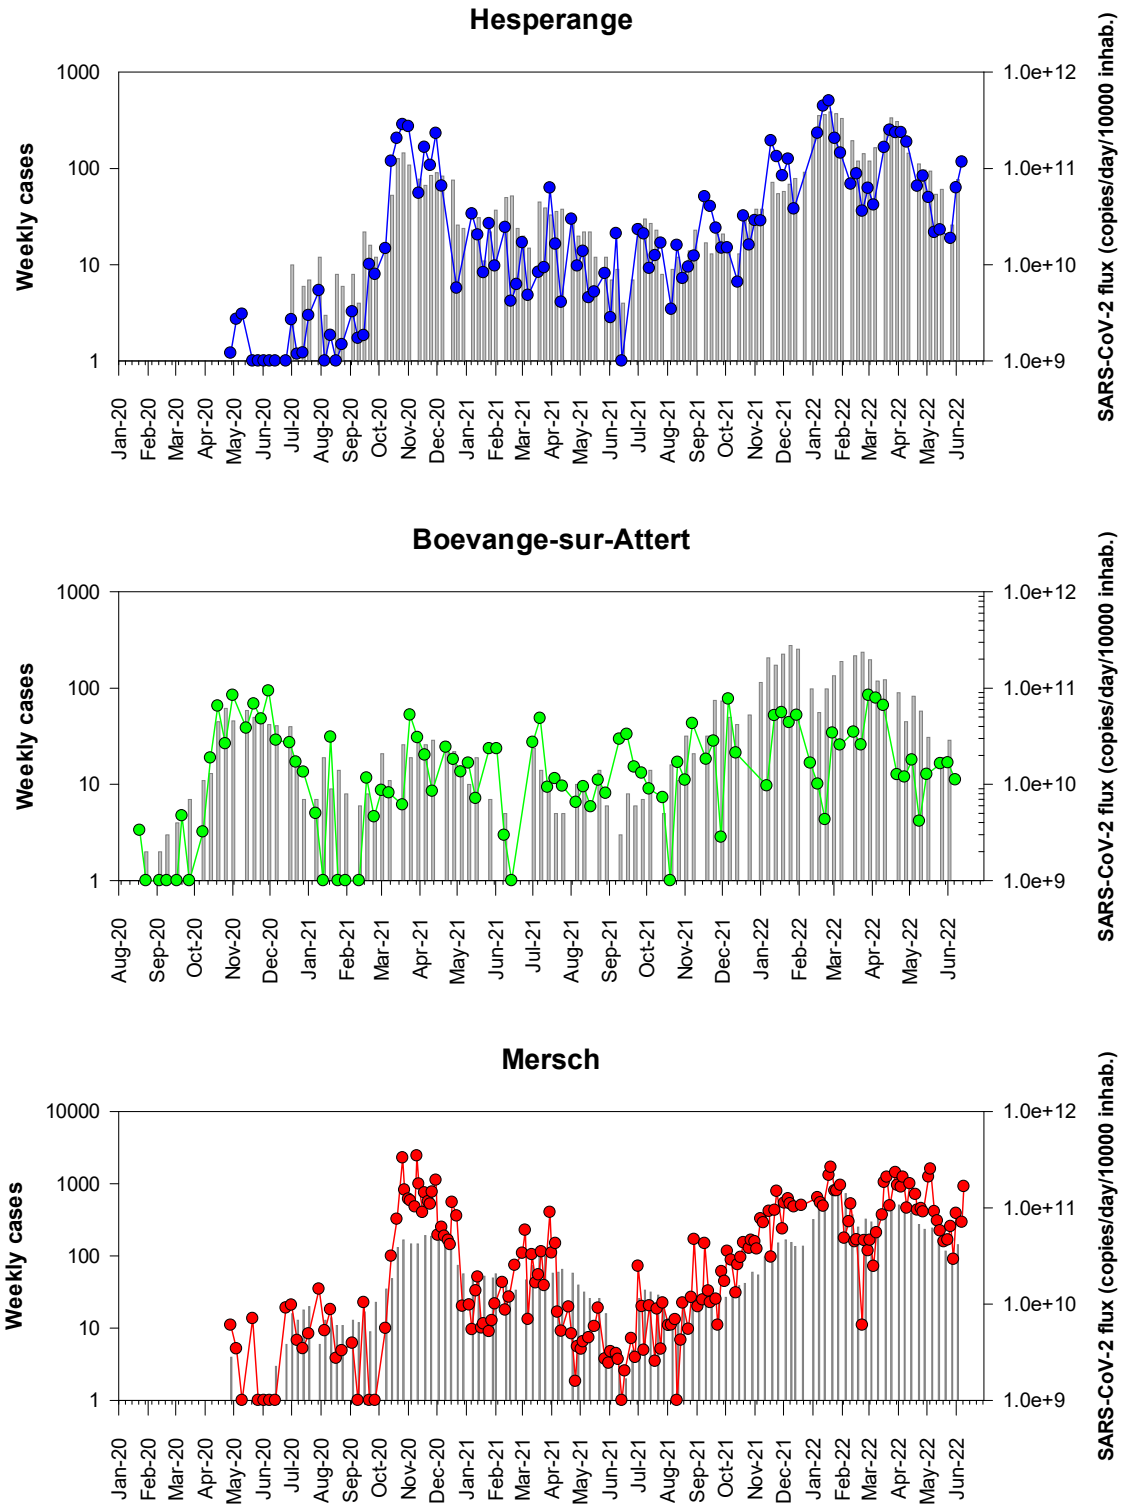 Hesperange
Weekly cases
1000
100
10
1
1.0e+12
1.0e+11
1.0e+10
1.0e+9
SARS-CoV-2 flux (copies/day/10000 inhab.)
Jan-20
Feb-20
Mar-20
Apr-20
May-20
Jun-20
Jul-20
Aug-20
Sep-20
Oct-20
Nov-20
Dec-20
Jan-21
Feb-21
Mar-21
Apr-21
May-21
Jun-21
Jul-21
Aug-21
Sep-21
Oct-21
Nov-21
Dec-21
Jan-22
Feb-22
Mar-22
Apr-22
May-22
Jun-22
Boevange-sur-Attert
Weekly cases
1000
100
10
1
1.0e+12
1.0e+11
1.0e+10
1.0e+9
SARS-CoV-2 flux (copies/day/10000 inhab.)
Aug-20
Sep-20
Oct-20
Nov-20
Dec-20
Jan-21
Feb-21
Mar-21
Apr-21
May-21
Jun-21
Jul-21
Aug-21
Sep-21
Oct-21
Nov-21
Jan-22
Feb-22
Mar-22
Apr-22
May-22
Jun-22
Mersch
Weekly cases
10000
1000
100
10
1
1.0e+12
1.0e+11
1.0e+10
1.0e+9
SARS-CoV-2 flux (copies/day/10000 inhab.)
Jan-20
Feb-20
Mar-20
Apr-20
May-20
Jun-20
Jul-20
Aug-20
Sep-20
Oct-20
Nov-20
Dec-20
Jan-21
Feb-21
Mar-21
Apr-21
May-21
Jun-21
Jul-21
Aug-21
Sep-21
Oct-21
Nov-21
Dec-21
Jan-22
Feb-22
Mar-22
Apr-22
May-22
Jun-22